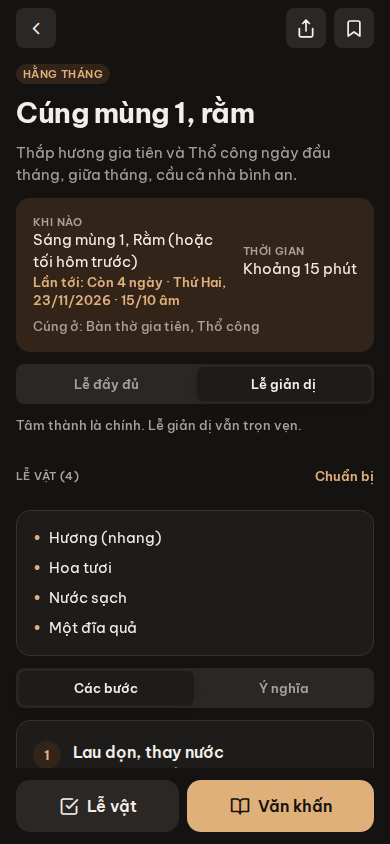 HẰNG THÁNG
Cúng mùng 1, rằm
Thắp hương gia tiên và Thổ công ngày đầu
tháng, giữa tháng, cầu cả nhà bình an.
KHI NÀO
Sáng mùng 1, Rằm (hoặc
tối hôm trước)
Lần tới: Còn 4 ngày · Thứ Hai,
23/11/2026 · 15/10 âm
THỜI GIAN
Khoảng 15 phút
Cúng ở: Bàn thờ gia tiên, Thổ công
Lễ đầy đủ
Lễ giản dị
Tâm thành là chính. Lễ giản dị vẫn trọn vẹn.
LỄ VẬT (4)
Chuẩn bị
• Hương (nhang)
• Hoa tươi
• Nước sạch
• Một đĩa quả
Các bước
Ý nghĩa
1
Lau dọn, thay nước
Lễ vật
Văn khấn